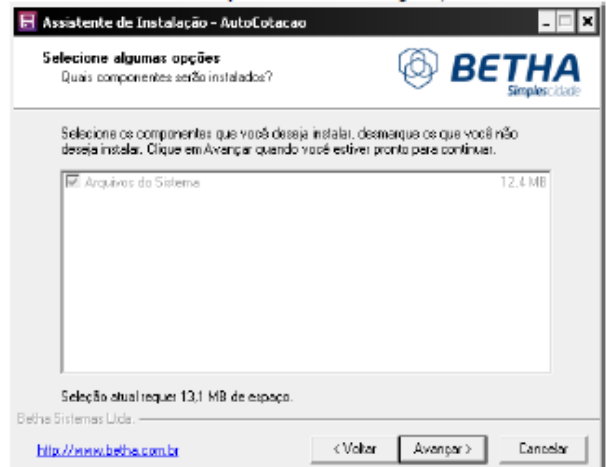 Assistente de Instalação - AutoCotacao
Selecione algumas opções
Quais componentes serão instalados?
BETHA
Simplescidade
Selecione os componentes que você deseja instalar, desmarque os que você não
deseja instalar. Clique em Avançar quando você estiver pronto para continuar.
Arquivos do Sistema 12,4 MB
Seleção atual requer 13,1 MB de espaço.
Betha Sistemas Ltda.
http://www.betha.com.br
< Voltar Avançar > Cancelar